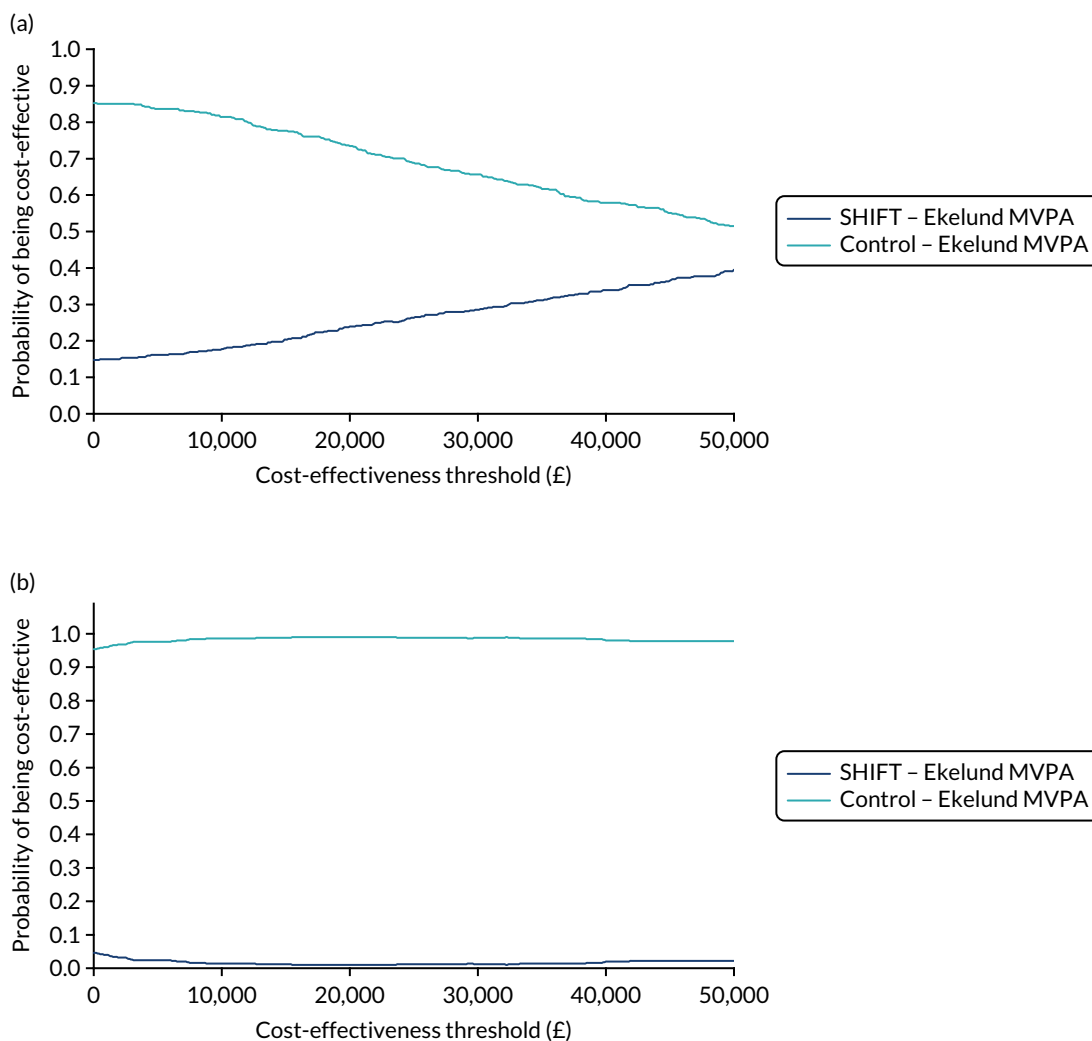 (a)
Probability of being cost-effective
1.0
0.9
0.8
0.7
0.6
0.5
0.4
0.3
0.2
0.1
0.0
0 10,000 20,000 30,000 40,000 50,000
Cost-effectiveness threshold (£)
SHIFT – Ekelund MVPA
Control – Ekelund MVPA
(b)
Probability of being cost-effective
1.0
0.9
0.8
0.7
0.6
0.5
0.4
0.3
0.2
0.1
0.0
0 10,000 20,000 30,000 40,000 50,000
Cost-effectiveness threshold (£)
SHIFT – Ekelund MVPA
Control – Ekelund MVPA